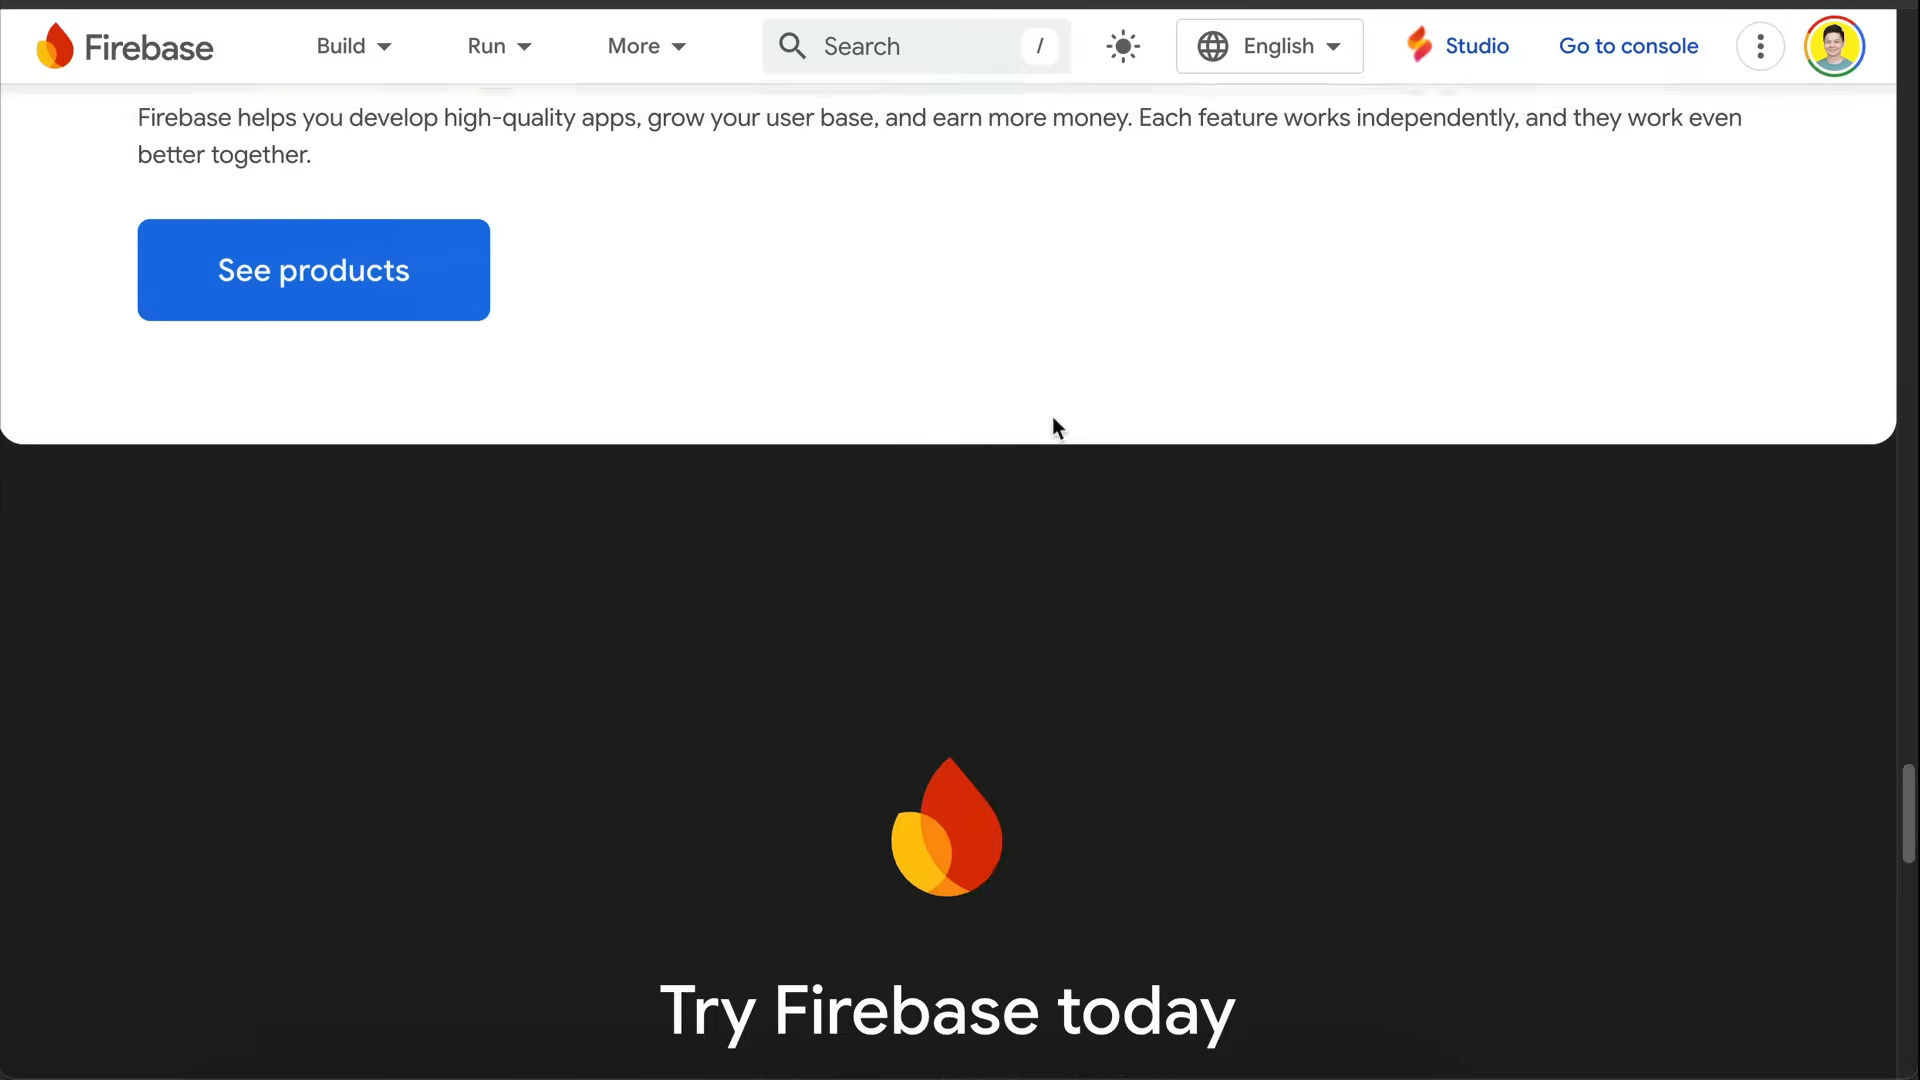 Firebase
Build
Run
More
Search
/
English
Studio
Go to console
Firebase helps you develop high-quality apps, grow your user base, and earn more money. Each feature works independently, and they work even
better together.
See products
Try Firebase today